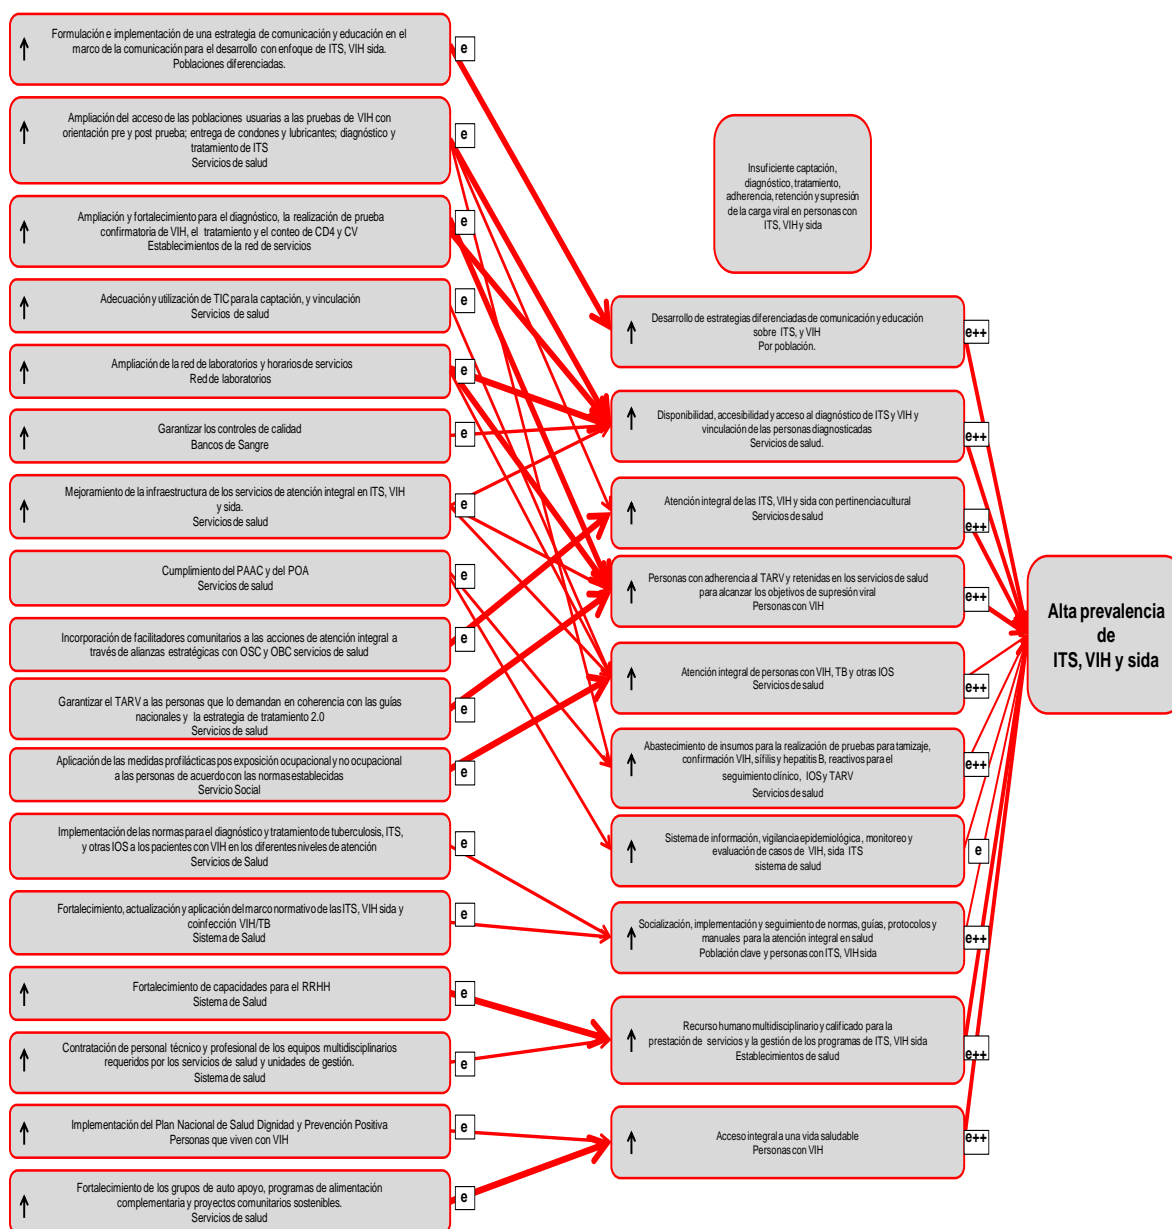 Formulación e implementación de una estrategia de comunicación y educación en el
marco de la comunicación para el desarrollo con enfoque de ITS, VIH sida.
Poblaciones diferenciadas.
e
Ampliación del acceso de las poblaciones usuarias a las pruebas de VIH con
orientación pre y post prueba; entrega de condones y lubricantes; diagnóstico y
tratamiento de ITS
Servicios de salud
e
Ampliación y fortalecimiento para el diagnóstico, la realización de prueba
confirmatoria de VIH, el tratamiento y el conteo de CD4 y CV
Establecimientos de la red de servicios
e
Adecuación y utilización de TIC para la captación, y vinculación
Servicios de salud
e
Ampliación de la red de laboratorios y horarios de servicios
Red de laboratorios
e
Garantizar los controles de calidad
Bancos de Sangre
e
Mejoramiento de la infraestructura de los servicios de atención integral en ITS, VIH
y sida.
Servicios de salud
e
Cumplimiento del PAAC y del POA
Servicios de salud
e
Incorporación de facilitadores comunitarios a las acciones de atención integral a
través de alianzas estratégicas con OSC y OBC servicios de salud
e
Garantizar el TARV a las personas que lo demandan en coherencia con las guías
nacionales y la estrategia de tratamiento 2.0
Servicios de salud
e
Aplicación de las medidas profilácticas pos exposición ocupacional y no ocupacional
a las personas de acuerdo con las normas establecidas
Servicio Social
e
Implementación de las normas para el diagnóstico y tratamiento de tuberculosis, ITS,
y otras IOS a los pacientes con VIH en los diferentes niveles de atención
Servicios de Salud
e
Fortalecimiento, actualización y aplicación del marco normativo de las ITS, VIH sida y
coinfección VIH/TB
Sistema de Salud
e
Fortalecimiento de capacidades para el RRHH
Sistema de Salud
e
Contratación de personal técnico y profesional de los equipos multidisciplinarios
requeridos por los servicios de salud y unidades de gestión.
Sistema de salud
e
Implementación del Plan Nacional de Salud Dignidad y Prevención Positiva
Personas que viven con VIH
e
Fortalecimiento de los grupos de auto apoyo, programas de alimentación
complementaria y proyectos comunitarios sostenibles.
Servicios de salud
e
Insuficiente captación,
diagnóstico, tratamiento,
adherencia, retención y supresión
de la carga viral en personas con
ITS, VIH y sida
Desarrollo de estrategias diferenciadas de comunicación y educación
sobre ITS, y VIH
Por población.
e++
Disponibilidad, accesibilidad y acceso al diagnóstico de ITS y VIH y
vinculación de las personas diagnosticadas
Servicios de salud.
e++
Atención integral de las ITS, VIH y sida con pertinencia cultural
Servicios de salud
e++
Personas con adherencia al TARV y retenidas en los servicios de salud
para alcanzar los objetivos de supresión viral
Personas con VIH
e++
Atención integral de personas con VIH, TB y otras IOS
Servicios de salud
e++
Abastecimiento de insumos para la realización de pruebas para tamizaje,
confirmación VIH, sífilis y hepatitis B, reactivos para el
seguimiento clínico, IOS y TARV
Servicios de salud
e++
Sistema de información, vigilancia epidemiológica, monitoreo y
evaluación de casos de VIH, sida ITS
sistema de salud
e
Socialización, implementación y seguimiento de normas, guías, protocolos y
manuales para la atención integral en salud
Población clave y personas con ITS, VIH sida
e++
Recurso humano multidisciplinario y calificado para la
prestación de servicios y la gestión de los programas de ITS, VIH sida
Establecimientos de salud
e++
Acceso integral a una vida saludable
Personas con VIH
e++
Alta prevalencia
de
ITS, VIH y sida